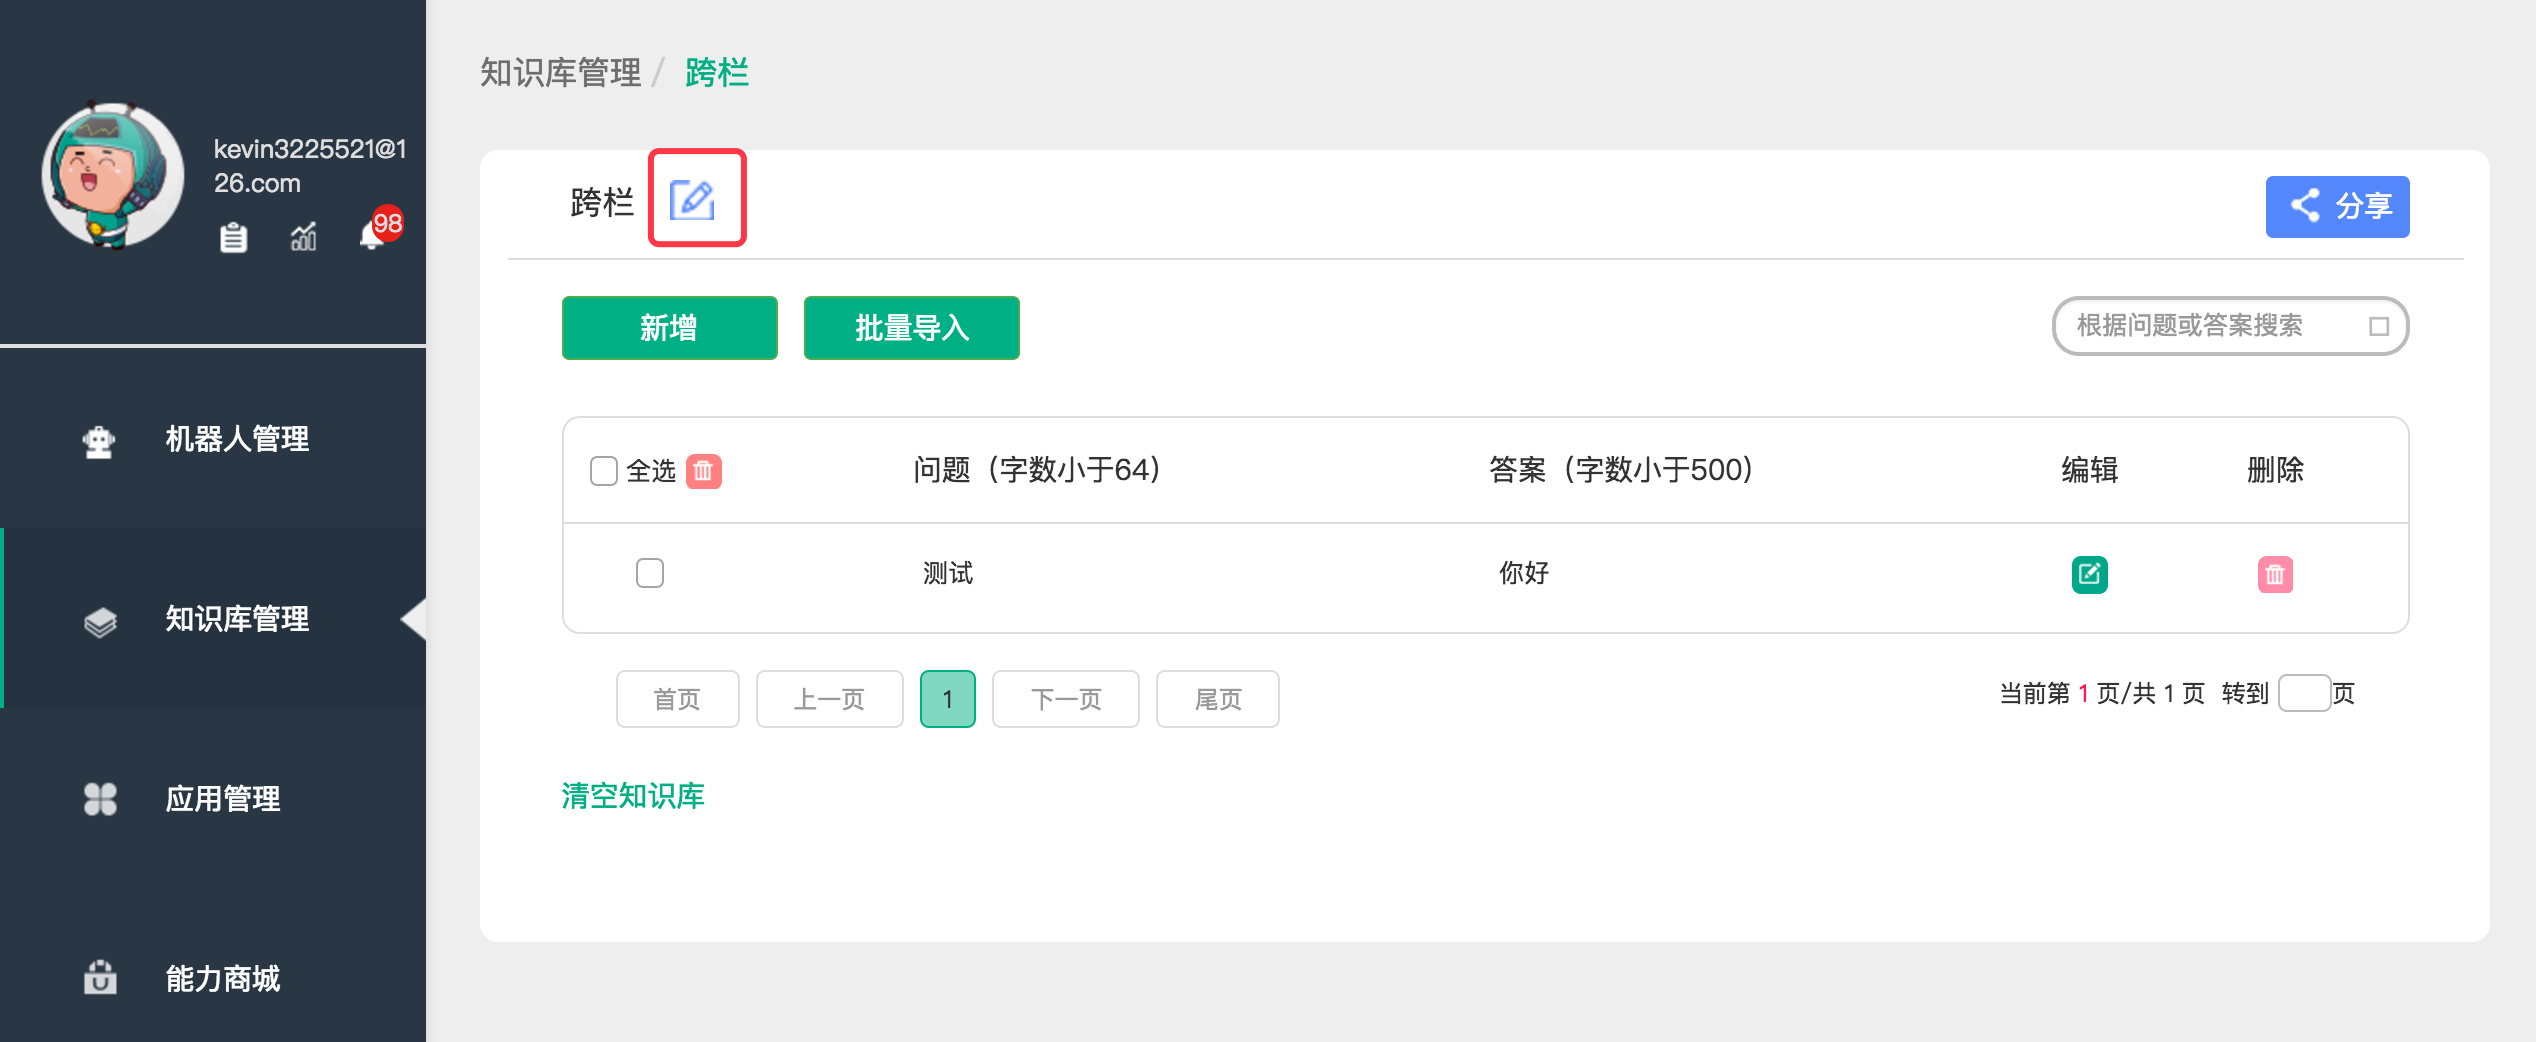 kevin3225521@1
26.com
98
机器人管理
知识库管理
应用管理
能力商城
知识库管理 / 跨栏
跨栏
分享
新增
批量导入
根据问题或答案搜索
全选 问题（字数小于64） 答案（字数小于500） 编辑 删除
测试 你好
首页 上一页 1 下一页 尾页
当前第 1 页/共 1 页 转到 页
清空知识库